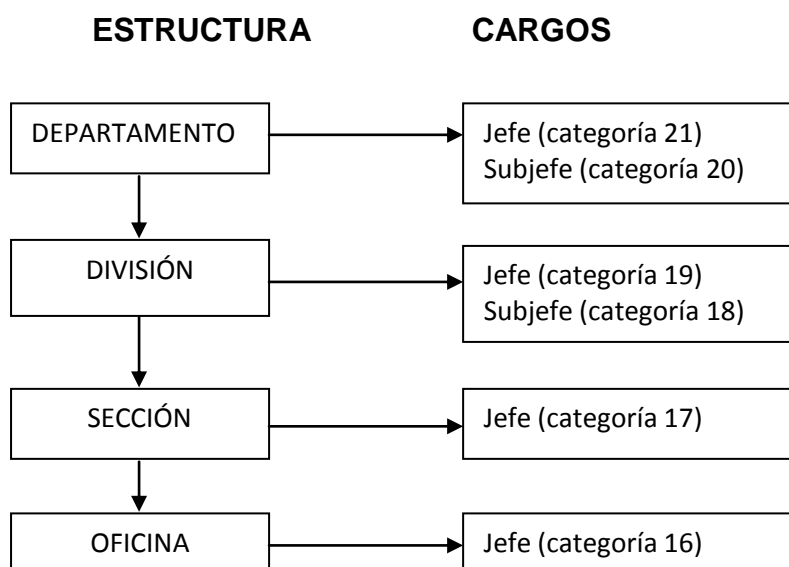 ESTRUCTURA CARGOS
DEPARTAMENTO
Jefe (categoría 21)
Subjefe (categoría 20)
DIVISIÓN
Jefe (categoría 19)
Subjefe (categoría 18)
SECCIÓN
Jefe (categoría 17)
OFICINA
Jefe (categoría 16)